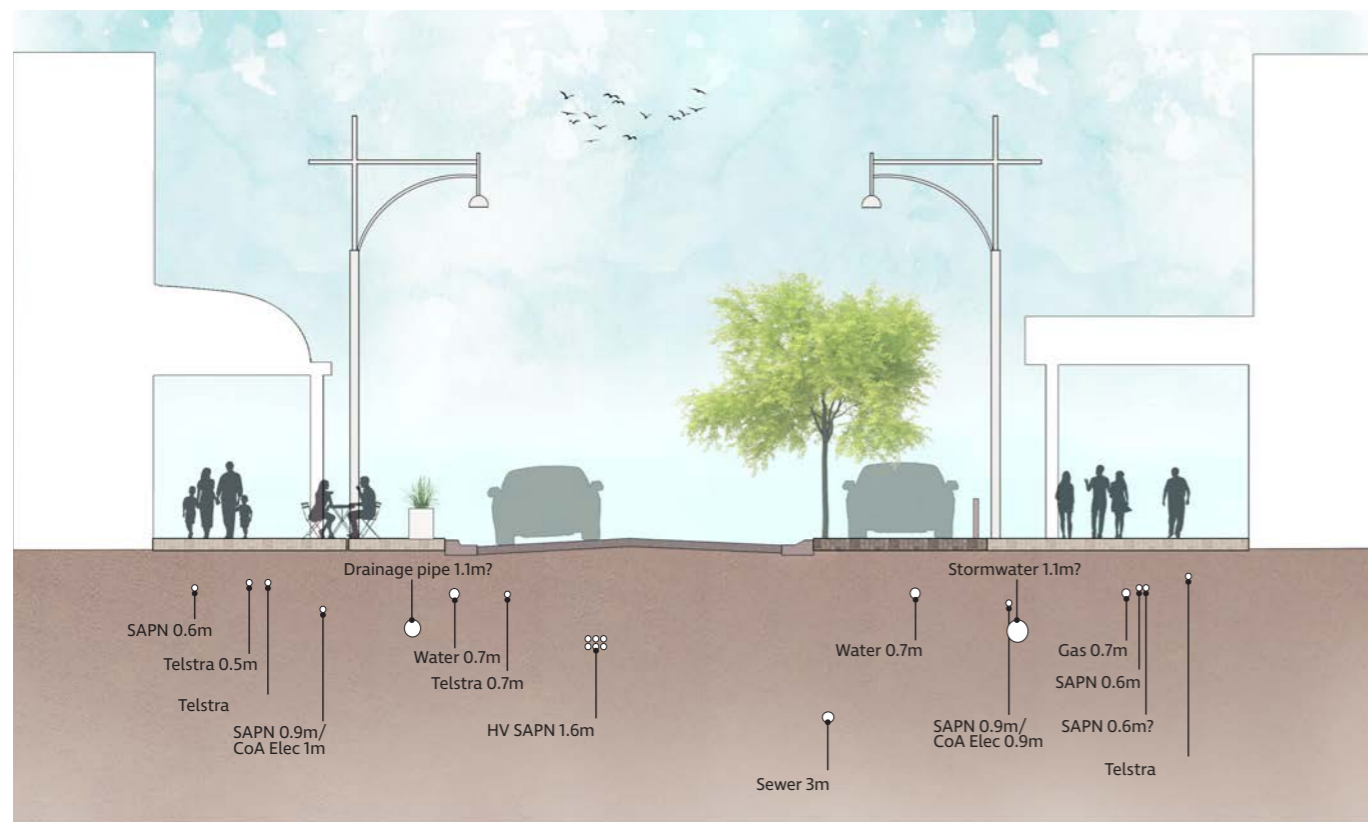 Drainage pipe 1.1m?
Stormwater 1.1m?
SAPN 0.6m
Telstra 0.5m
Telstra
SAPN 0.9m/
CoA Elec 1m
Water 0.7m
Telstra 0.7m
HV SAPN 1.6m
Sewer 3m
Water 0.7m
SAPN 0.9m/
CoA Elec 0.9m
Gas 0.7m
SAPN 0.6m
SAPN 0.6m?
Telstra